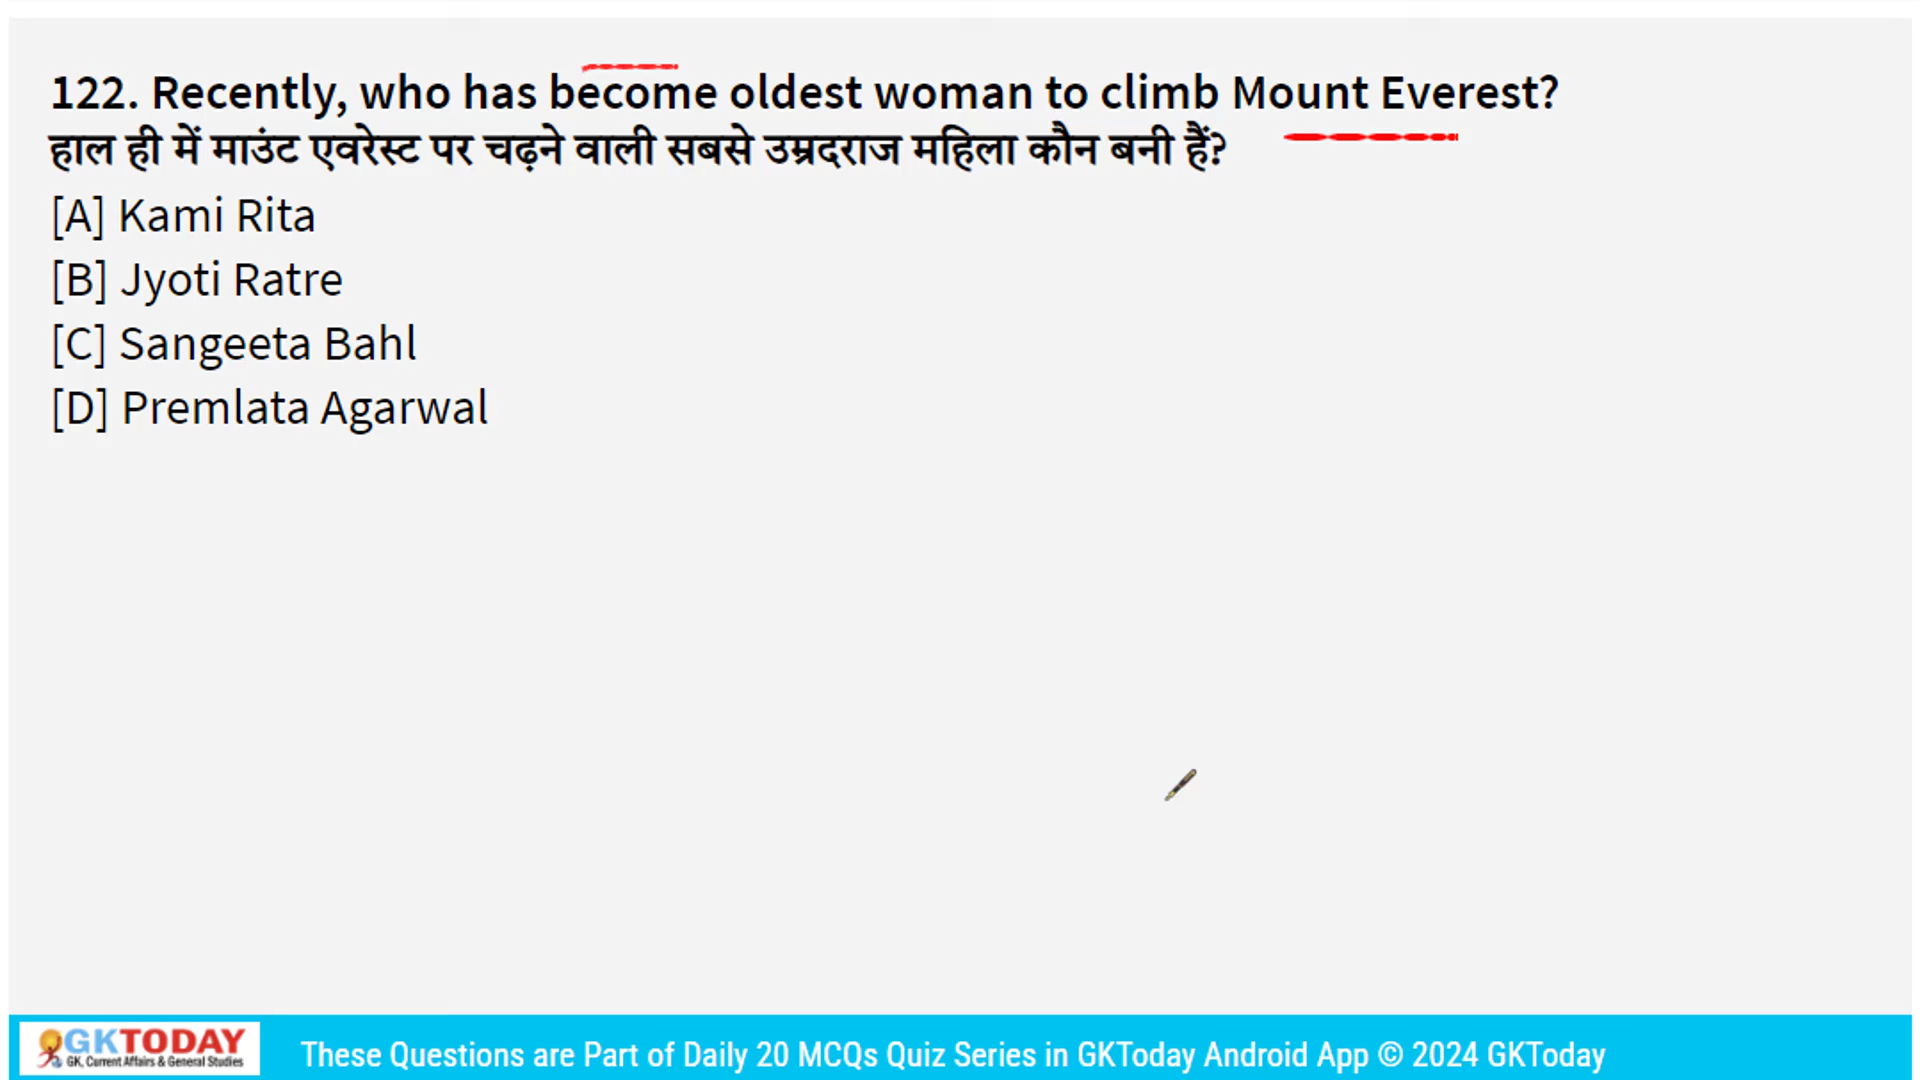 122. Recently, who has become oldest woman to climb Mount Everest?
हाल ही में माउंट एवरेस्ट पर चढ़ने वाली सबसे उम्रदराज महिला कौन बनी हैं?
[A] Kami Rita
[B] Jyoti Ratre
[C] Sangeeta Bahl
[D] Premlata Agarwal
GKTODAY
GK, Current Affairs & General Studies
These Questions are Part of Daily 20 MCQs Quiz Series in GKToday Android App © 2024 GKToday